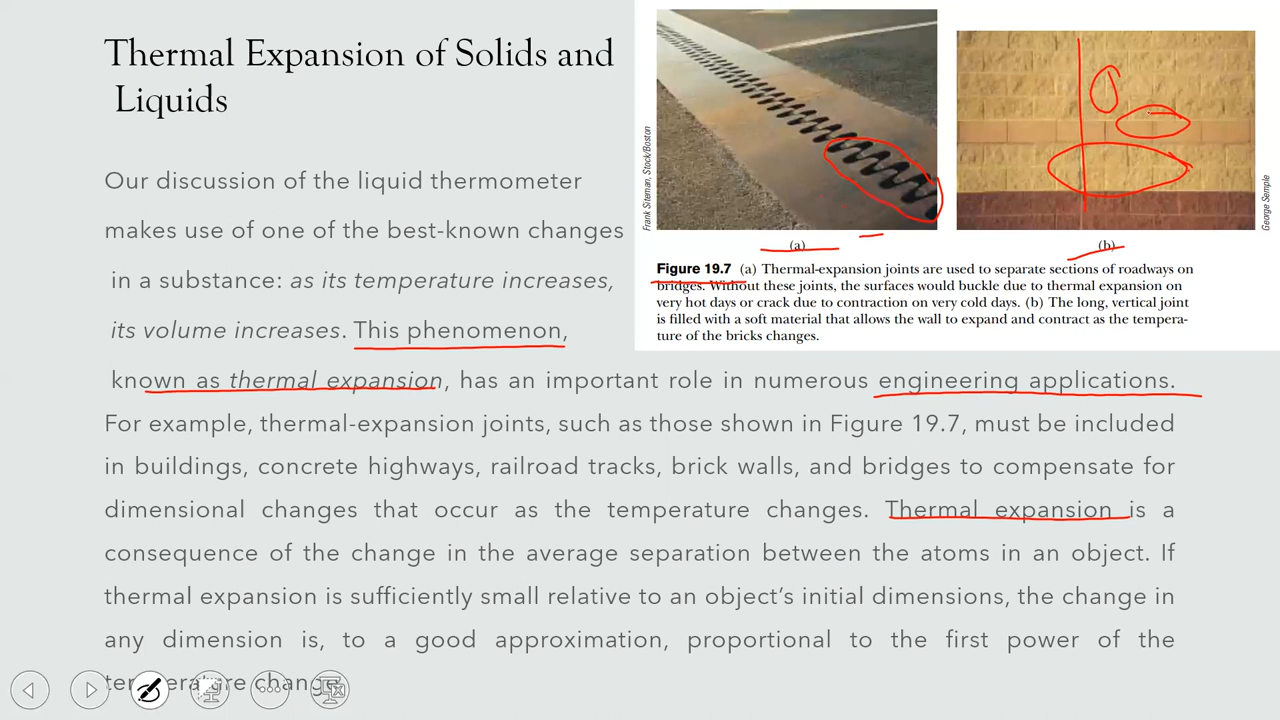 Thermal Expansion of Solids and
Liquids
Our discussion of the liquid thermometer
makes use of one of the best-known changes
in a substance: as its temperature increases,
its volume increases. This phenomenon,
known as thermal expansion, has an important role in numerous engineering applications.
For example, thermal-expansion joints, such as those shown in Figure 19.7, must be included
in buildings, concrete highways, railroad tracks, brick walls, and bridges to compensate for
dimensional changes that occur as the temperature changes. Thermal expansion is a
consequence of the change in the average separation between the atoms in an object. If
thermal expansion is sufficiently small relative to an object's initial dimensions, the change in
any dimension is, to a good approximation, proportional to the first power of the
temperature change
Frank Siteman, Stock/Boston
George Semple
(a)
(b)
Figure 19.7 (a) Thermal-expansion joints are used to separate sections of roadways on
bridges. Without these joints, the surfaces would buckle due to thermal expansion on
very hot days or crack due to contraction on very cold days. (b) The long, vertical joint
is filled with a soft material that allows the wall to expand and contract as the tempera-
ture of the bricks changes.